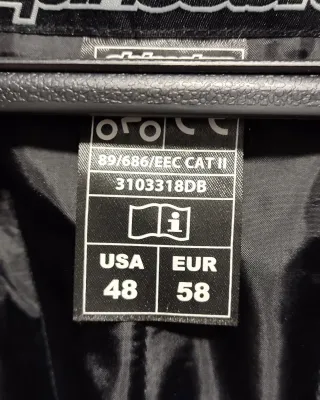 CE
89/686/EEC CAT II
3103318DB
i
USA EUR
48 58